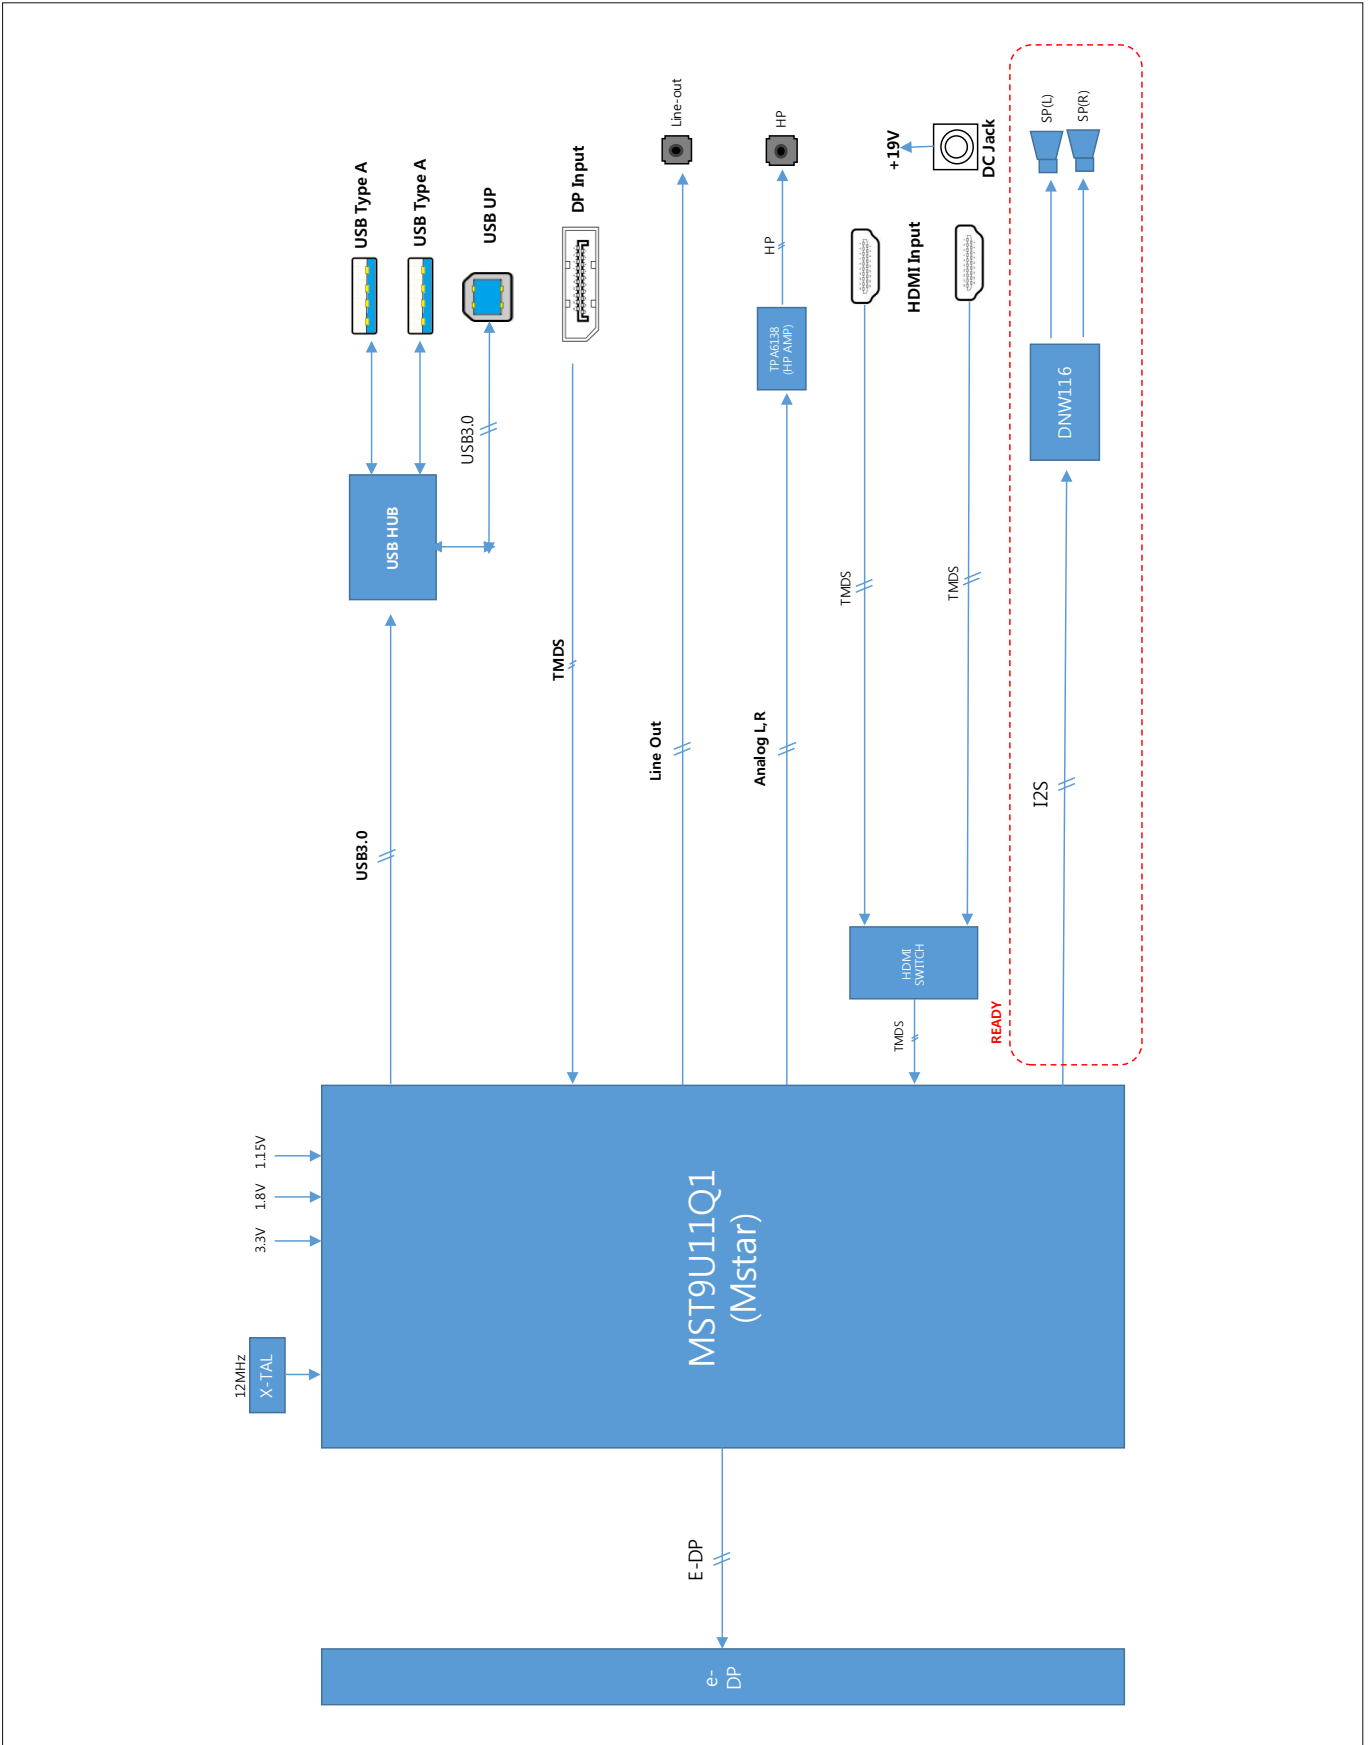 USB Type A
USB Type A
USB UP
DP Input
Line-out
HP
+19V
DC Jack
SP(L)
SP(R)
HP
HDMI Input
TPA6138
(HP AMP)
DNW116
USB3.0
USB HUB
TMDS
TMDS
TMDS
Line Out
Analog L,R
I2S
USB3.0
HDMI
SWITCH
TMDS
READY
1.15V
1.8V
3.3V
MST9U11Q1
(Mstar)
12MHz
X-TAL
E-DP
e-
DP